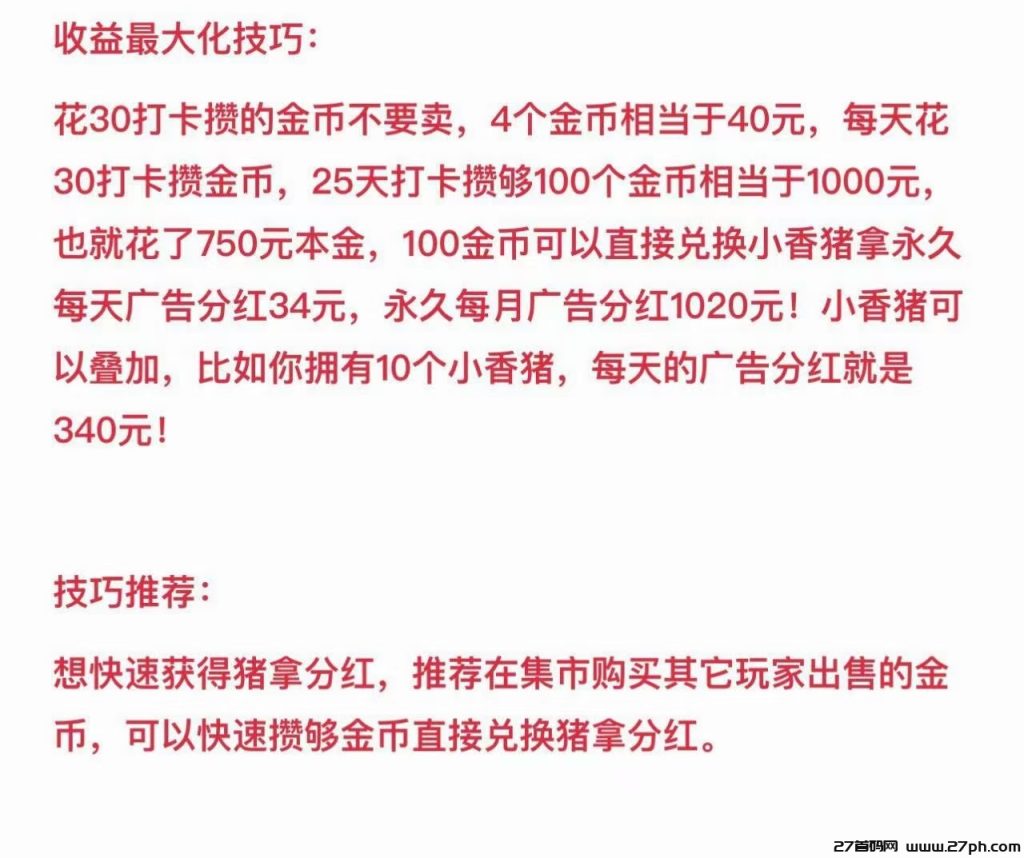 收益最大化技巧：
花30打卡攒的金币不要卖，4个金币相当于40元，每天花
30打卡攒金币，25天打卡攒够100个金币相当于1000元，
也就花了750元本金，100金币可以直接兑换小香猪拿永久
每天广告分红34元，永久每月广告分红1020元！小香猪可
以叠加，比如你拥有10个小香猪，每天的广告分红就是
340元！
技巧推荐：
想快速获得猪拿分红，推荐在集市购买其它玩家出售的金
币，可以快速攒够金币直接兑换猪拿分红。
27首码网 www.27ph.com